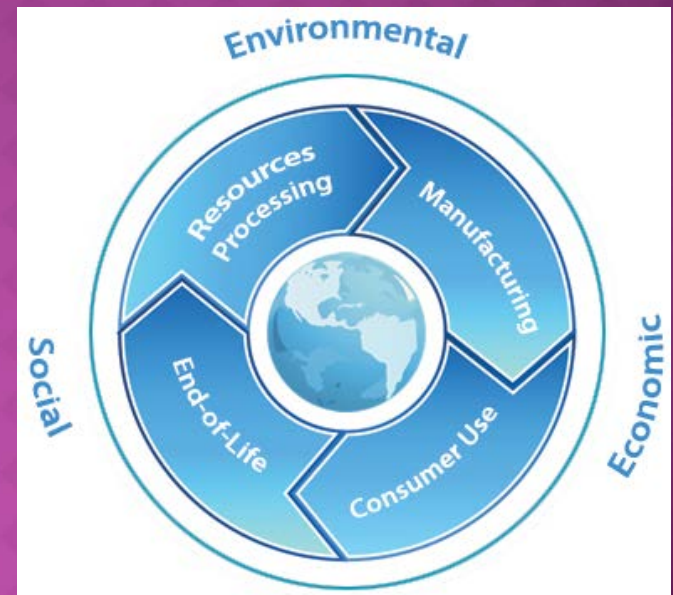 Environmental
Resources
Processing
Manufacturing
Consumer Use
End-of-Life
Social
Economic